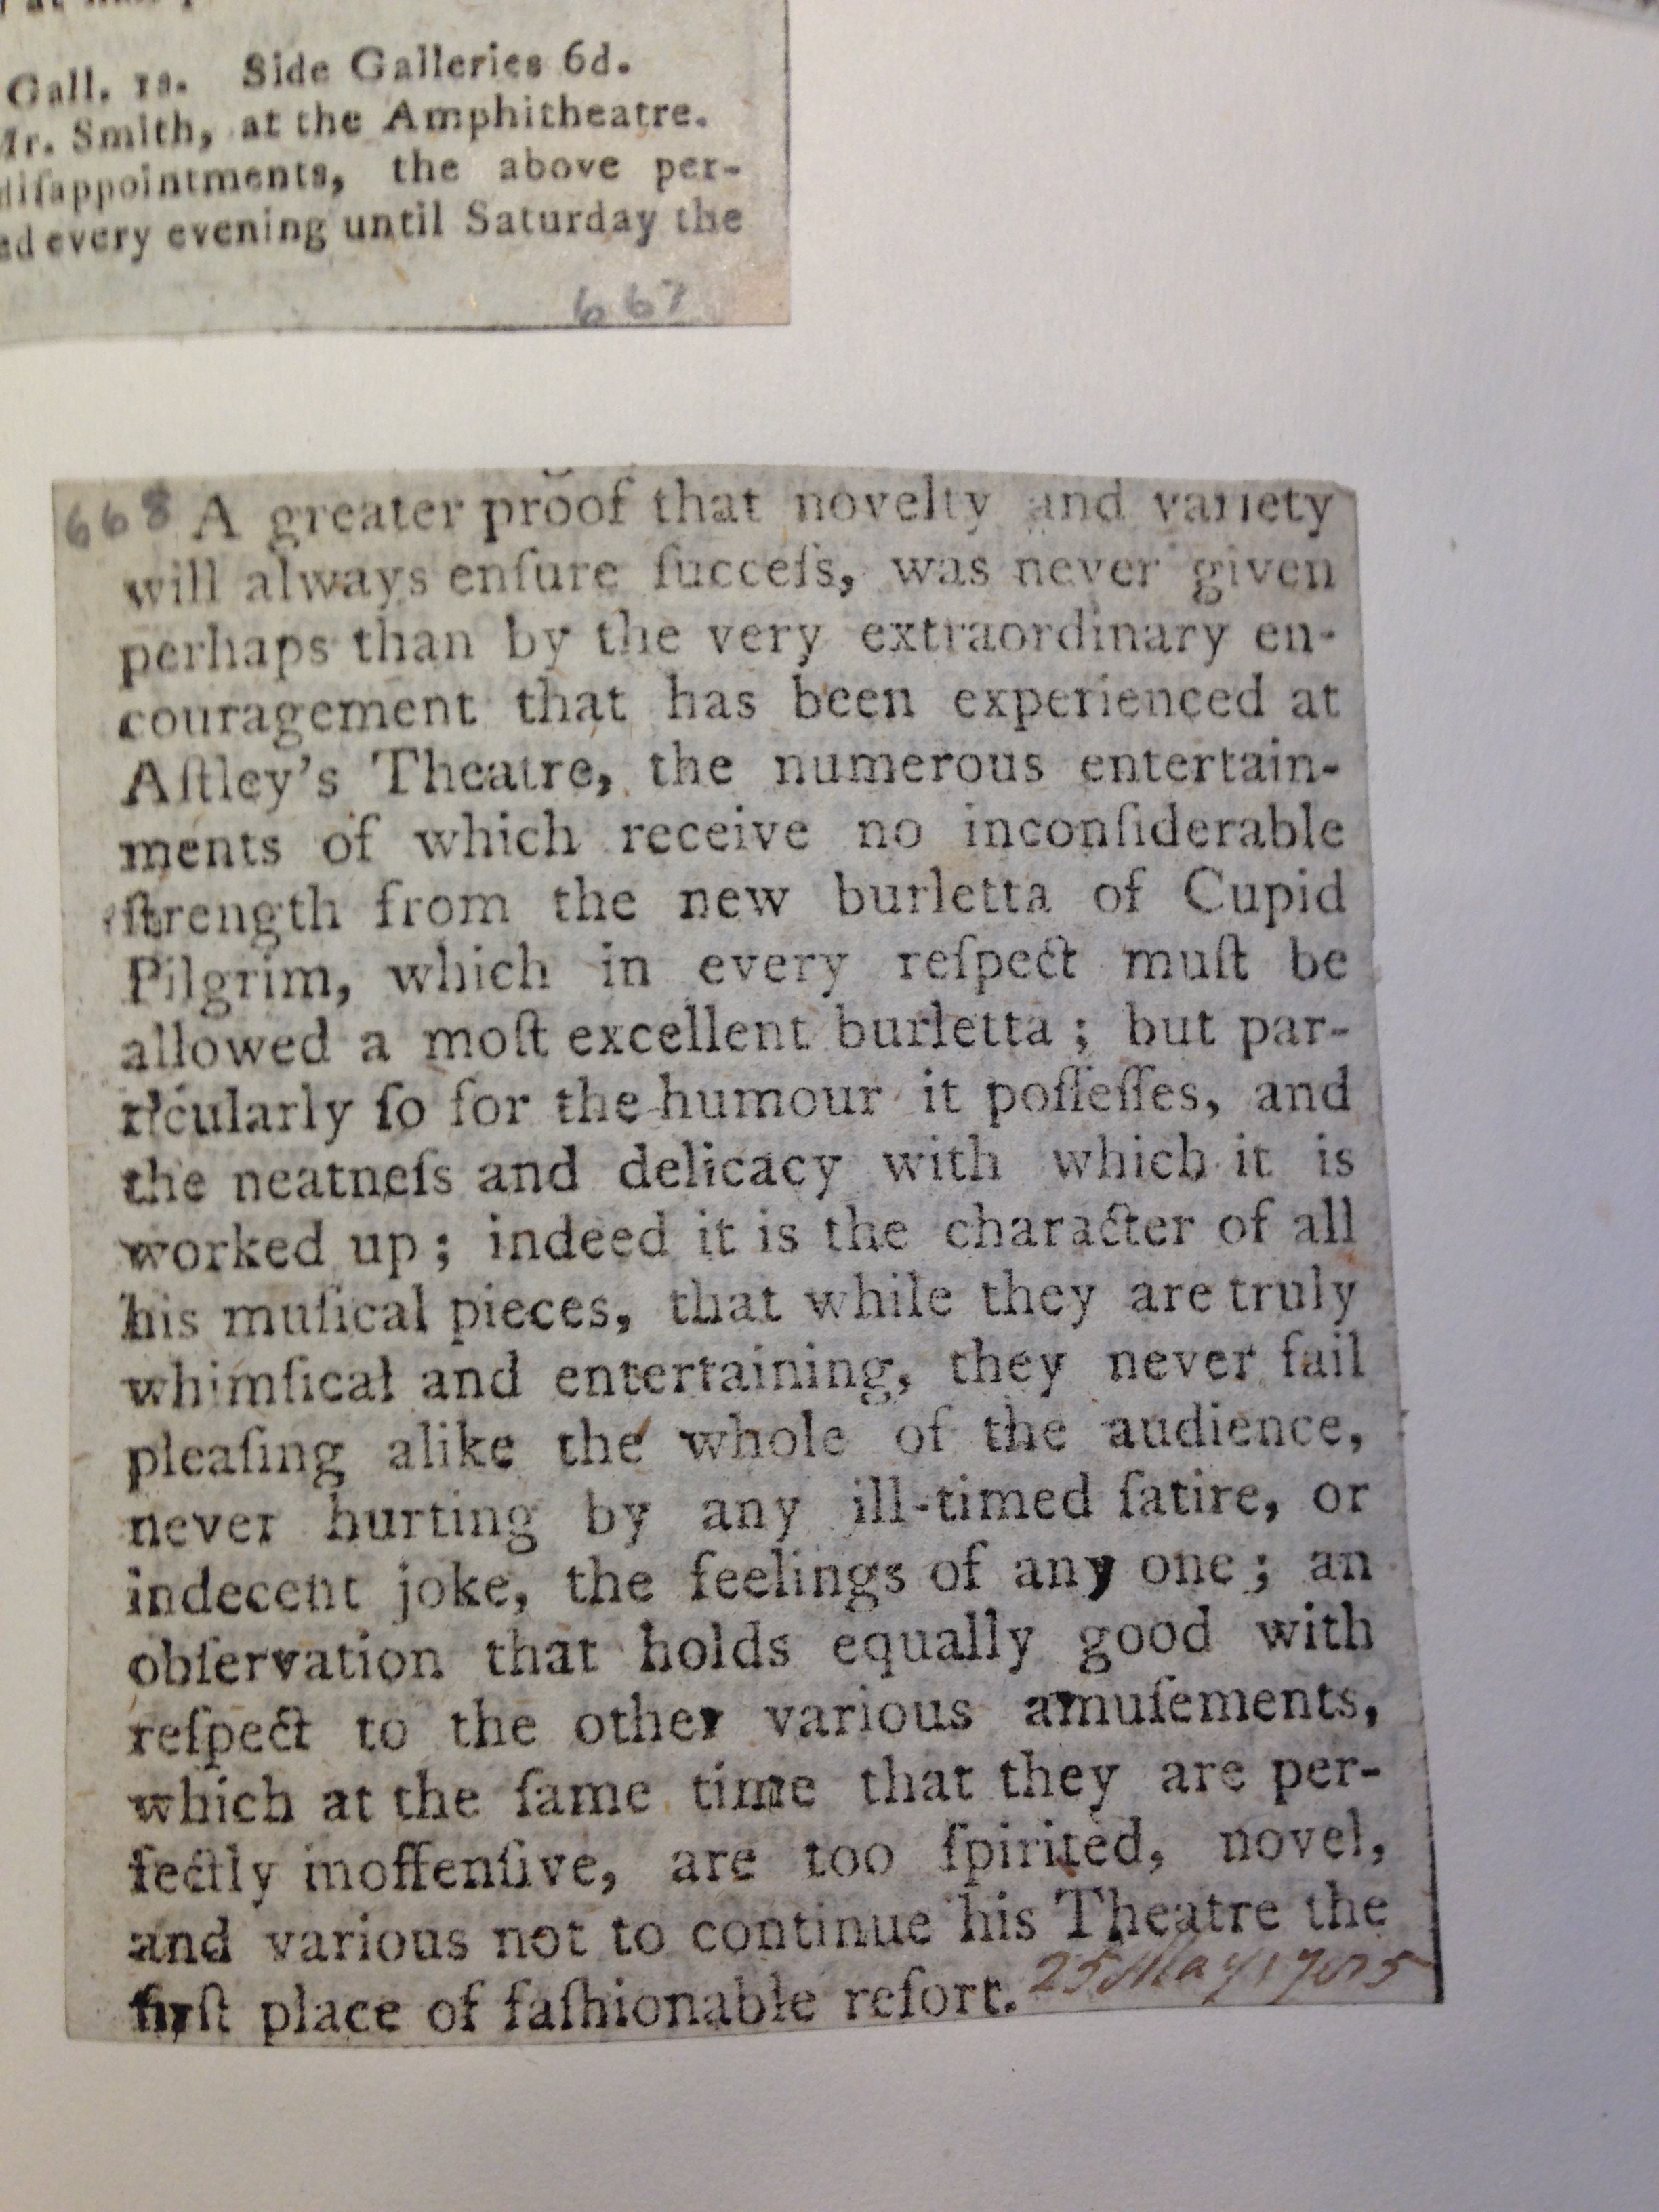 Gall. 1s. Side Galleries 6d.
Mr. Smith, at the Amphitheatre.
diſappointments, the above per-
ed every evening until Saturday the
667
668 A greater proof that novelty and variety
will always enſure ſucceſs, was never given
perhaps than by the very extraordinary en-
couragement that has been experienced at
Aſtley's Theatre, the numerous entertain-
ments of which receive no inconſiderable
ſtrength from the new burletta of Cupid
Pilgrim, which in every reſpect muſt be
allowed a moſt excellent burletta; but par-
ticularly ſo for the humour it poſſeſſes, and
the neatneſs and delicacy with which it is
worked up; indeed it is the character of all
his muſical pieces, that while they are truly
whimſical and entertaining, they never fail
pleaſing alike the whole of the audience,
never hurting by any ill-timed ſatire, or
indecent joke, the feelings of any one; an
obſervation that holds equally good with
reſpect to the other various amuſements,
which at the ſame time that they are per-
fectly inoffenſive, are too ſpirited, novel,
and various not to continue his Theatre the
firſt place of faſhionable reſort. 25 May